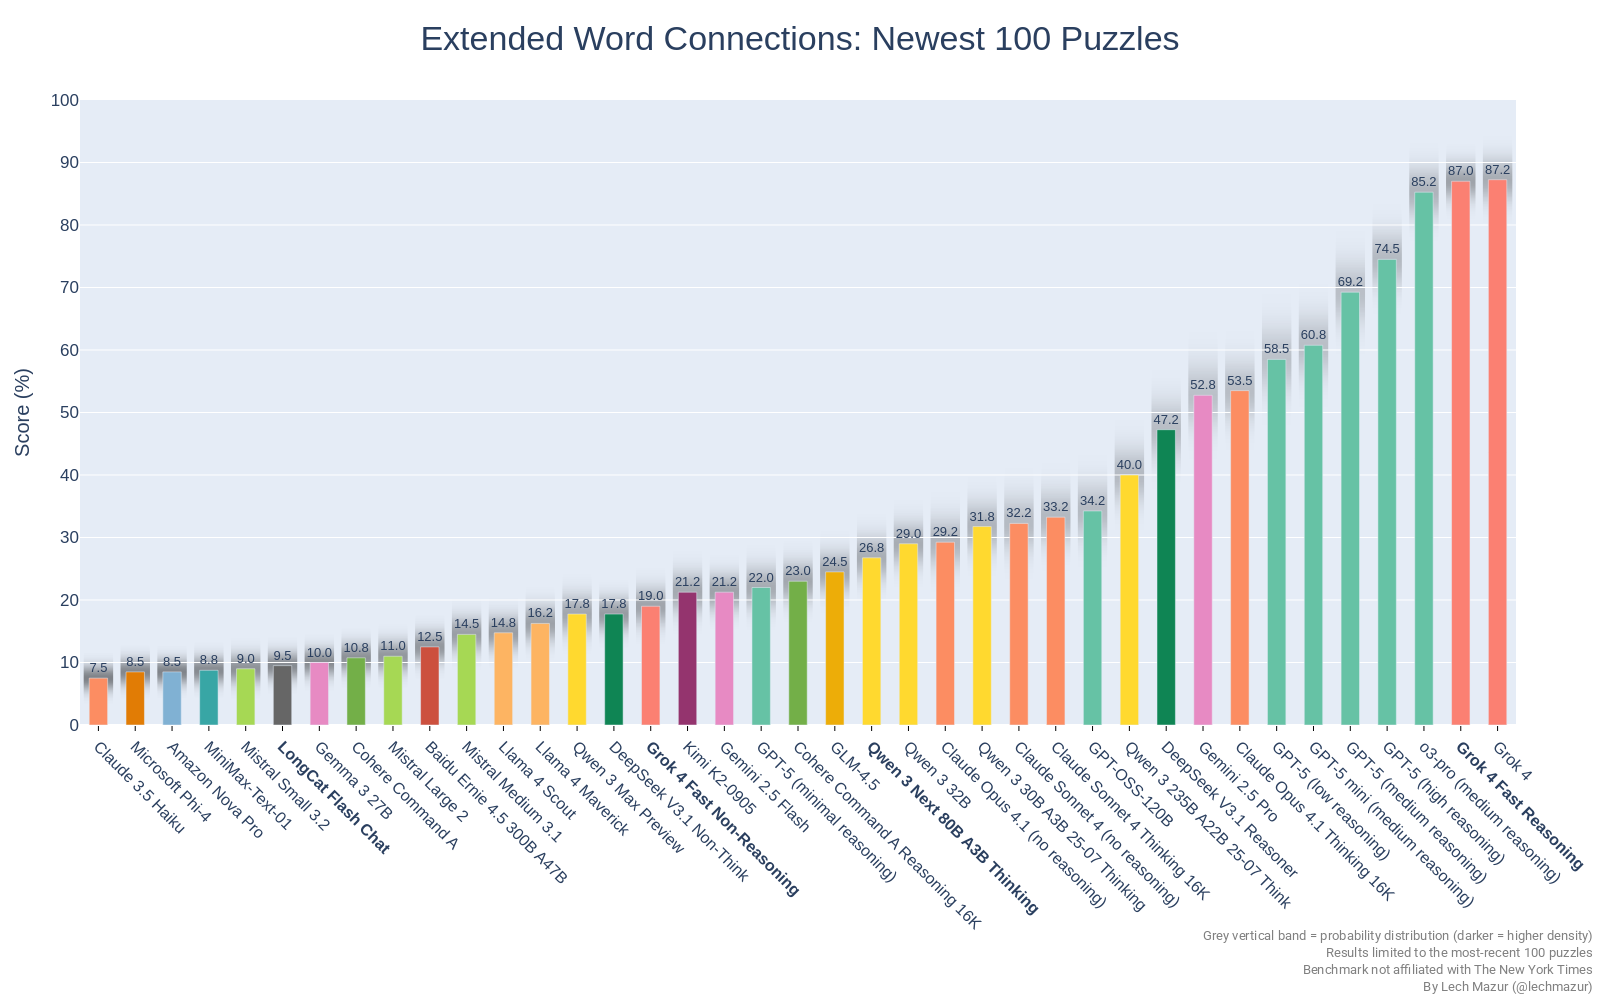 Extended Word Connections: Newest 100 Puzzles
Score (%)
100
90
80
70
60
50
40
30
20
10
0
7.5
8.5
8.5
8.8
9.0
9.5
10.0
10.8
11.0
12.5
14.5
14.8
16.2
17.8
17.8
19.0
21.2
21.2
22.0
23.0
24.5
26.8
29.0
29.2
31.8
32.2
33.2
34.2
40.0
47.2
52.8
53.5
58.5
60.8
69.2
74.5
85.2
87.0
87.2
Claude 3.5 Haiku
Microsoft Phi-4
Amazon Nova Pro
MiniMax-Text-01
Mistral Small 3.2
LongCat Flash Chat
Gemma 3 27B
Cohere Command A
Mistral Large 2
Baidu Ernie 4.5 300B A47B
Mistral Medium 3.1
Llama 4 Scout
Llama 4 Maverick
Qwen 3 Max Preview
DeepSeek V3.1 Non-Think
Grok 4 Fast Non-Reasoning
Kimi K2-0905
Gemini 2.5 Flash
GPT-5 (minimal reasoning)
Cohere Command A Reasoning 16K
GLM-4.5
Qwen 3 Next 80B A3B Thinking
Qwen 3 32B
Claude Opus 4.1 (no reasoning)
Qwen 3 30B A3B 25-07 Thinking
Claude Sonnet 4 (no reasoning)
Claude Sonnet 4 Thinking 16K
GPT-OSS-120B
Qwen 3 235B A22B 25-07 Think
DeepSeek V3.1 Reasoner
Gemini 2.5 Pro
Claude Opus 4.1 Thinking 16K
GPT-5 (low reasoning)
GPT-5 mini (medium reasoning)
GPT-5 (medium reasoning)
GPT-5 (high reasoning)
o3-pro (medium reasoning)
Grok 4 Fast Reasoning
Grok 4
Grey vertical band = probability distribution (darker = higher density)
Results limited to the most-recent 100 puzzles
Benchmark not affiliated with The New York Times
By Lech Mazur (@lechmazur)